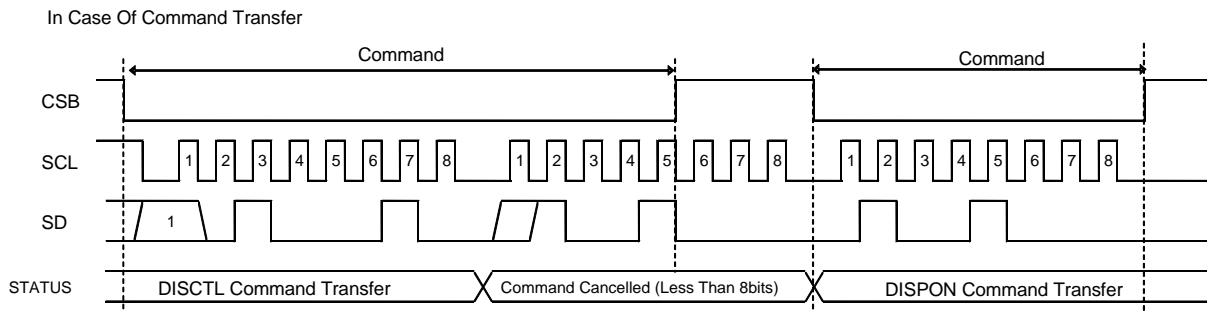 In Case Of Command Transfer
Command Command
CSB
SCL 1 2 3 4 5 6 7 8 1 2 3 4 5 6 7 8 1 2 3 4 5 6 7 8
SD 1
STATUS DISCTL Command Transfer Command Cancelled (Less Than 8bits) DISPON Command Transfer